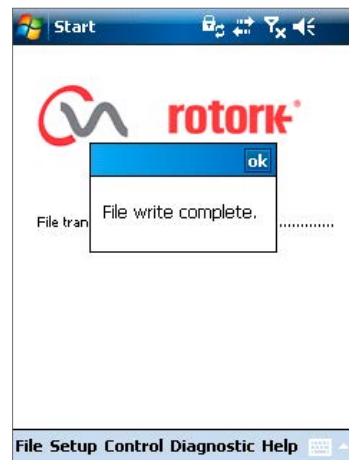 Start
rotork
ok
File write complete.
File tran.............
File Setup Control Diagnostic Help